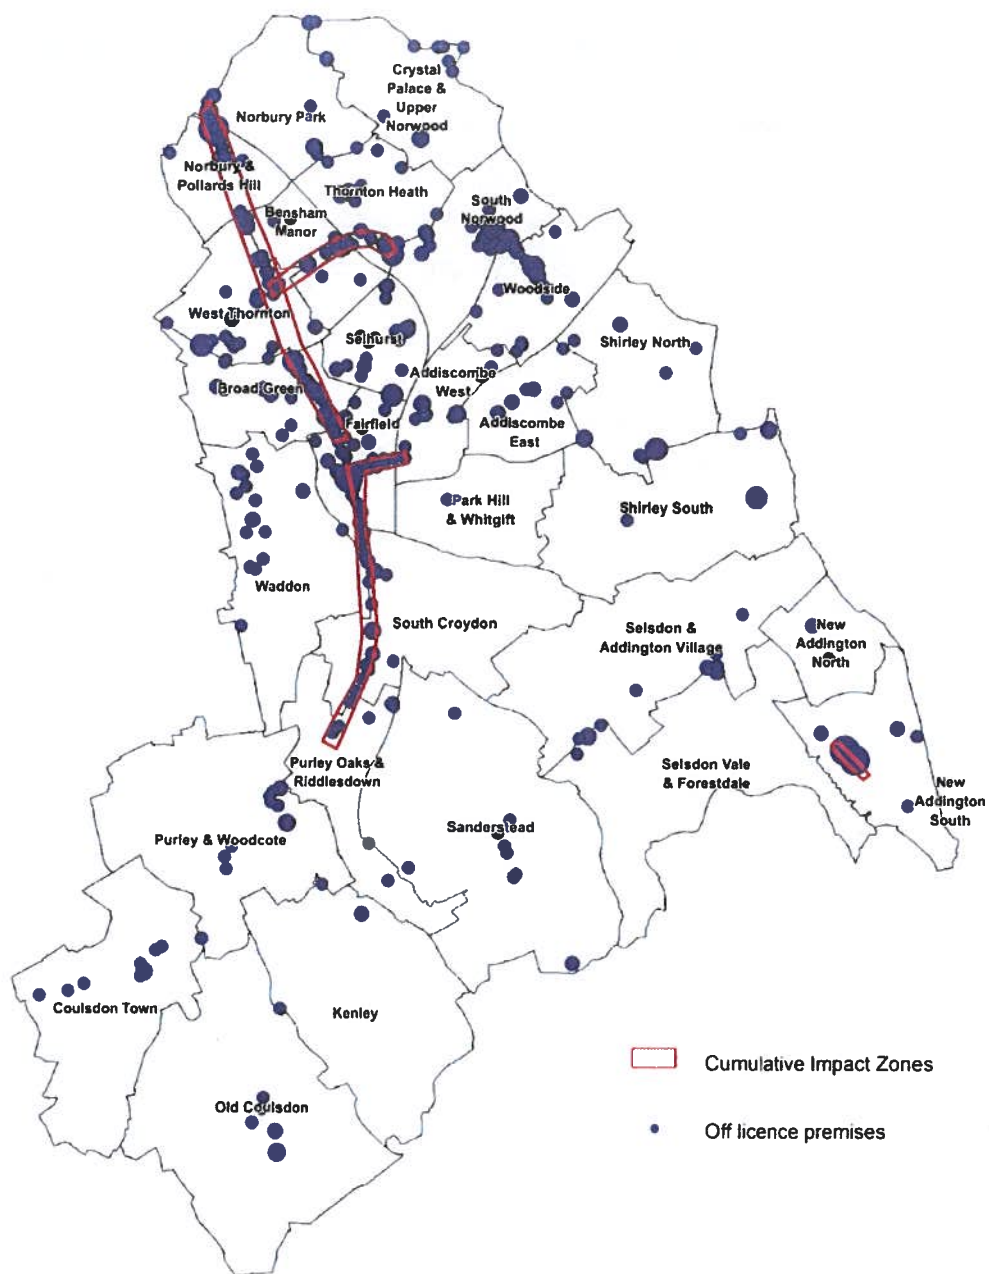 Crystal
Palace &
Upper
Norwood
Norbury Park
Norbury &
Pollards Hill
Thornton Heath
Bensham
Manor
South
Norwood
Woodside
West Thornton
Selhurst
Shirley North
Broad Green
Addiscombe
West
Fairfield
Addiscombe
East
Park Hill
& Whitgift
Shirley South
Waddon
South Croydon
Selsdon &
Addington Village
New
Addington
North
Purley Oaks &
Riddlesdown
Selsdon Vale
& Forestdale
New
Addington
South
Sanderstead
Purley & Woodcote
Coulsdon Town
Kenley
Old Coulsdon
Cumulative Impact Zones
Off licence premises